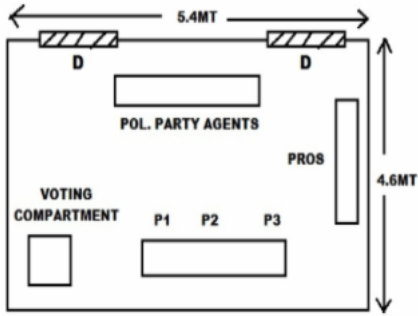 5.4MT
D D
POL. PARTY AGENTS
PROS
4.6MT
VOTING
COMPARTMENT
P1 P2 P3